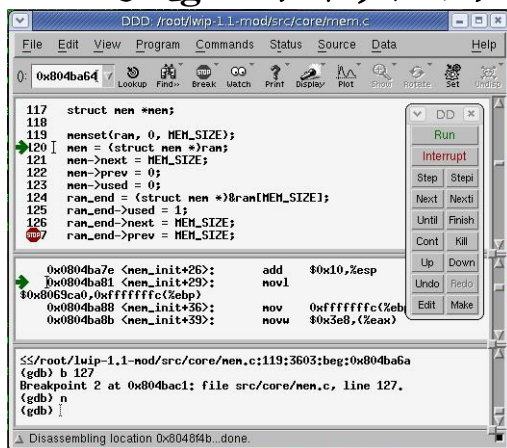 DDD: /root/lwip-1.1-mod/src/core/mem.c
File Edit View Program Commands Status Source Data Help
(): 0x804ba64 Lookup Find» Break Watch Print Display Plot Show Rotate Set Undisp
117 struct mem *mem;
118
119 memset(ram, 0, MEM_SIZE);
120 mem = (struct mem *)ram;
121 mem->next = MEM_SIZE;
122 mem->prev = 0;
123 mem->used = 0;
124 ram_end = (struct mem *)&ram[MEM_SIZE];
125 ram_end->used = 1;
126 ram_end->next = MEM_SIZE;
STOP 7 ram_end->prev = MEM_SIZE;
DDD
Run
Interrupt
Step Stepi
Next Nexti
Until Finish
Cont Kill
Up Down
Undo Redo
Edit Make
0x0804ba7e <mem_init+26>: add $0x10,%esp
0x0804ba81 <mem_init+29>: movl
$0x8069ca0,0xfffffffc(%ebp)
0x0804ba88 <mem_init+36>: mov 0xfffffffc(%eb
0x0804ba8b <mem_init+39>: movw $0x3e8,(%eax)
≤≤/root/lwip-1.1-mod/src/core/mem.c:119:3603:beg:0x804ba6a
(gdb) b 127
Breakpoint 2 at 0x804bac1: file src/core/mem.c, line 127.
(gdb) n
(gdb)
Disassembling location 0x8048f4b...done.